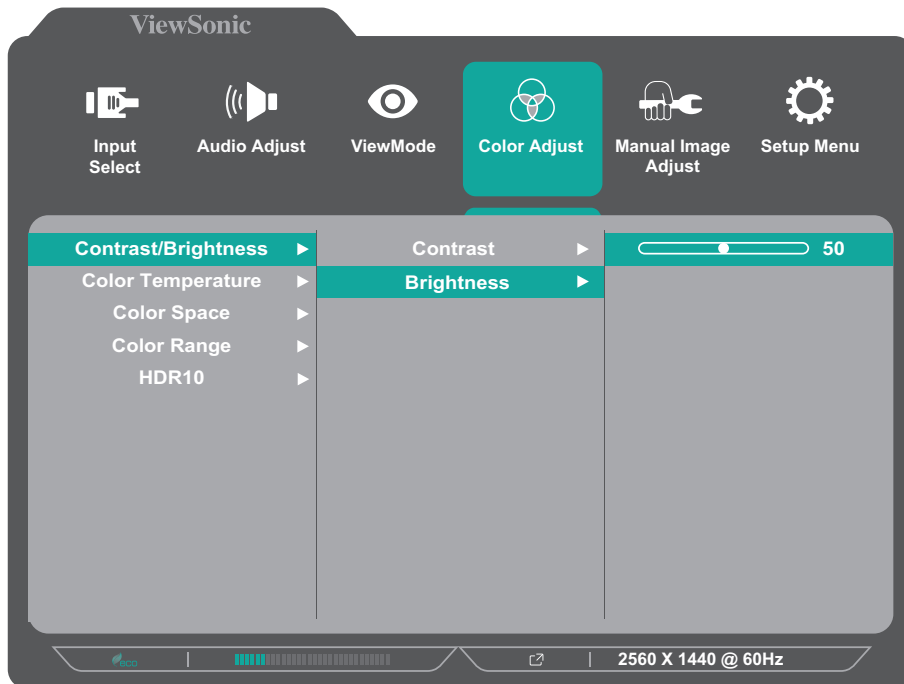 ViewSonic
Input
Select
Audio Adjust
ViewMode
Color Adjust
Manual Image
Adjust
Setup Menu
Contrast/Brightness
Contrast
50
Color Temperature
Brightness
Color Space
Color Range
HDR10
eco
2560 X 1440 @ 60Hz